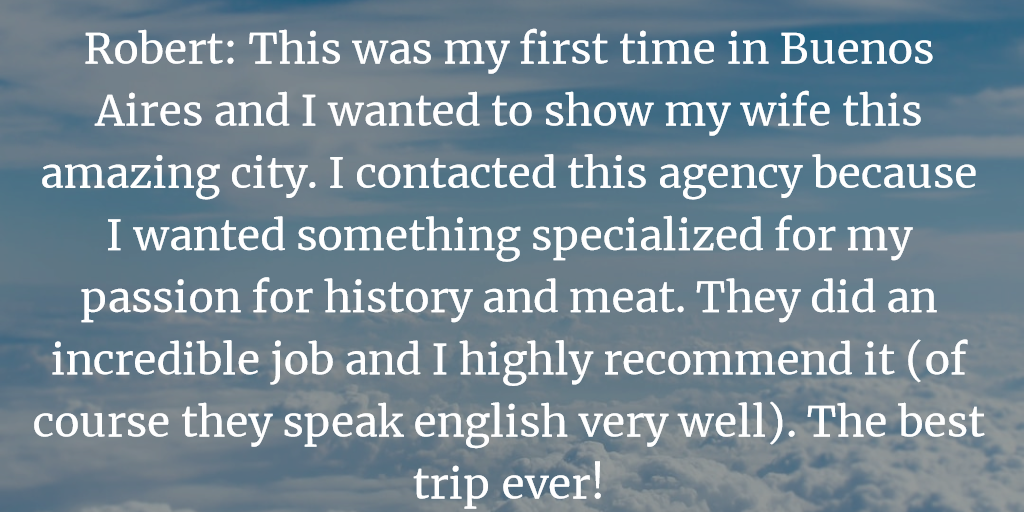 Robert: This was my first time in Buenos
Aires and I wanted to show my wife this
amazing city. I contacted this agency because
I wanted something specialized for my
passion for history and meat. They did an
incredible job and I highly recommend it (of
course they speak english very well). The best
trip ever!